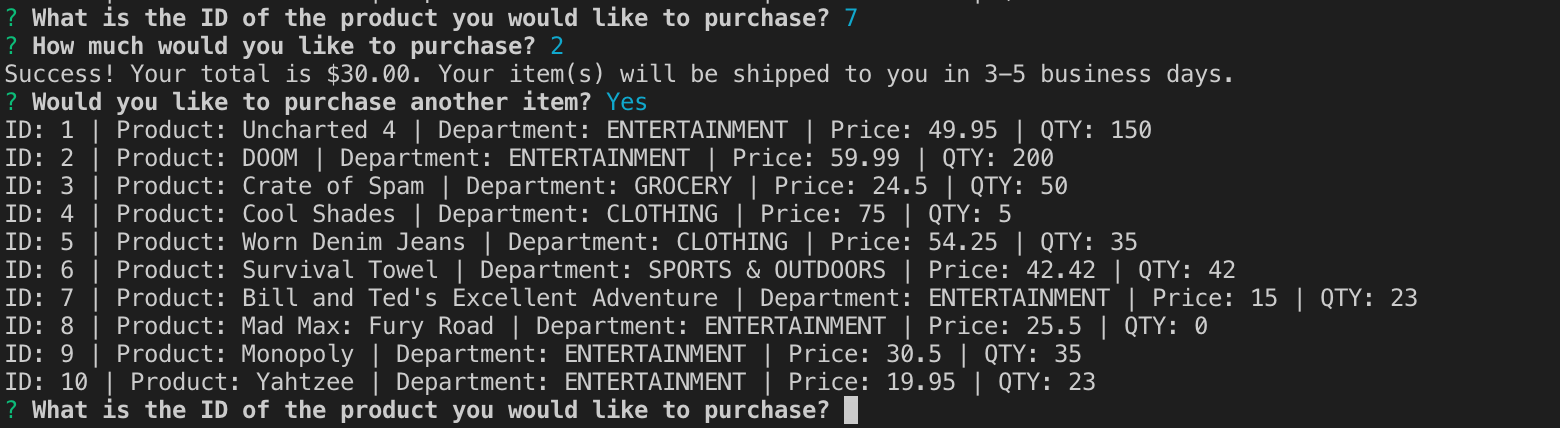 ? What is the ID of the product you would like to purchase? 7
? How much would you like to purchase? 2
Success! Your total is $30.00. Your item(s) will be shipped to you in 3-5 business days.
? Would you like to purchase another item? Yes
ID: 1 | Product: Uncharted 4 | Department: ENTERTAINMENT | Price: 49.95 | QTY: 150
ID: 2 | Product: DOOM | Department: ENTERTAINMENT | Price: 59.99 | QTY: 200
ID: 3 | Product: Crate of Spam | Department: GROCERY | Price: 24.5 | QTY: 50
ID: 4 | Product: Cool Shades | Department: CLOTHING | Price: 75 | QTY: 5
ID: 5 | Product: Worn Denim Jeans | Department: CLOTHING | Price: 54.25 | QTY: 35
ID: 6 | Product: Survival Towel | Department: SPORTS & OUTDOORS | Price: 42.42 | QTY: 42
ID: 7 | Product: Bill and Ted's Excellent Adventure | Department: ENTERTAINMENT | Price: 15 | QTY: 23
ID: 8 | Product: Mad Max: Fury Road | Department: ENTERTAINMENT | Price: 25.5 | QTY: 0
ID: 9 | Product: Monopoly | Department: ENTERTAINMENT | Price: 30.5 | QTY: 35
ID: 10 | Product: Yahtzee | Department: ENTERTAINMENT | Price: 19.95 | QTY: 23
? What is the ID of the product you would like to purchase?